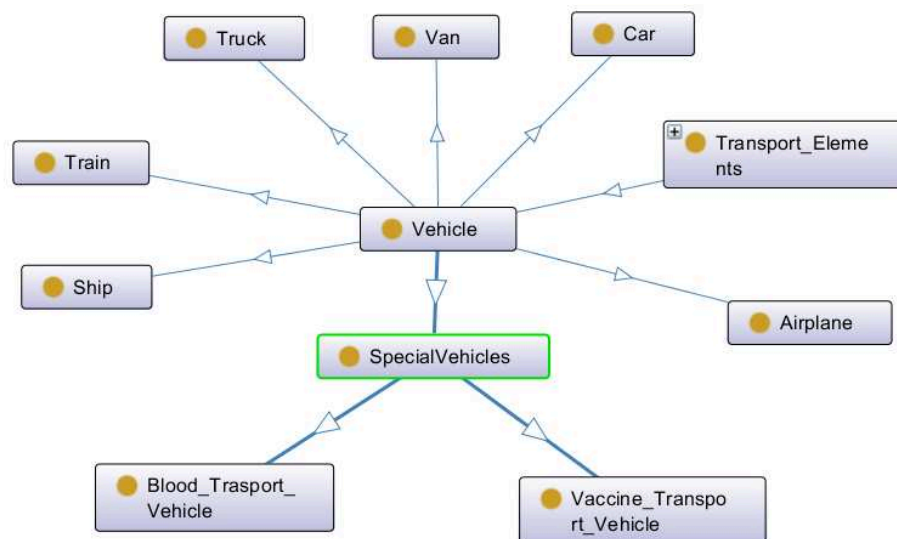 Truck
Van
Car
Transport_Eleme
nts
Train
Vehicle
Ship
Airplane
SpecialVehicles
Blood_Trasport_
Vehicle
Vaccine_Transpo
rt_Vehicle